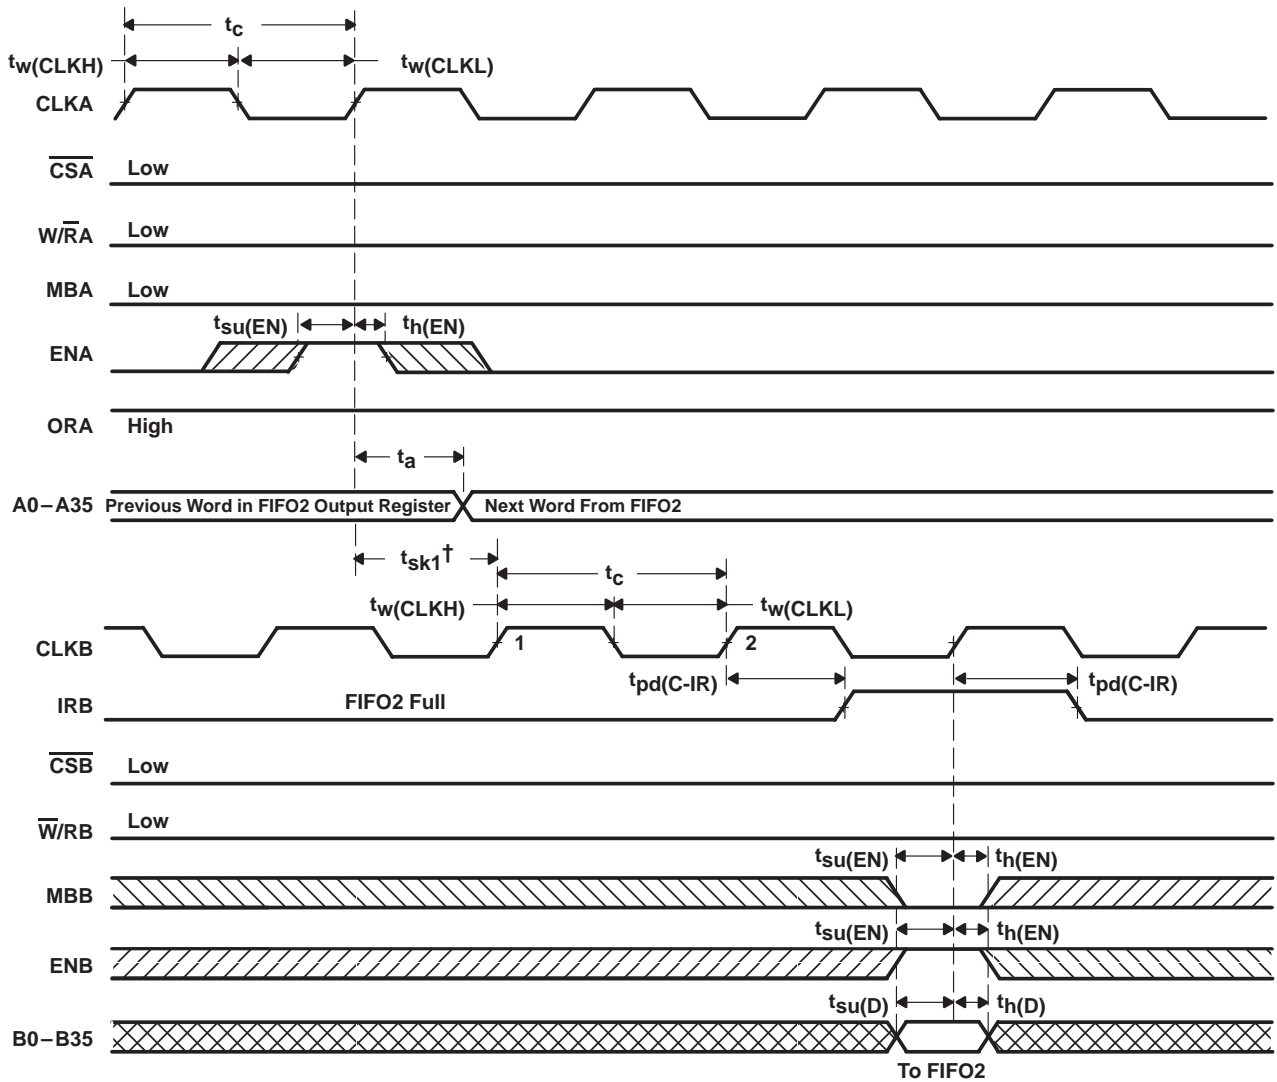 tc
tw(CLKH) tw(CLKL)
CLKA
CSA Low
W/RA Low
MBA Low
tsu(EN) th(EN)
ENA
ORA High
ta
A0–A35 Previous Word in FIFO2 Output Register Next Word From FIFO2
tsk1†
tc
tw(CLKH) tw(CLKL)
CLKB 1 2
tpd(C-IR) tpd(C-IR)
IRB FIFO2 Full
CSB Low
W/RB Low
tsu(EN) th(EN)
MBB
tsu(EN) th(EN)
ENB
tsu(D) th(D)
B0–B35
To FIFO2